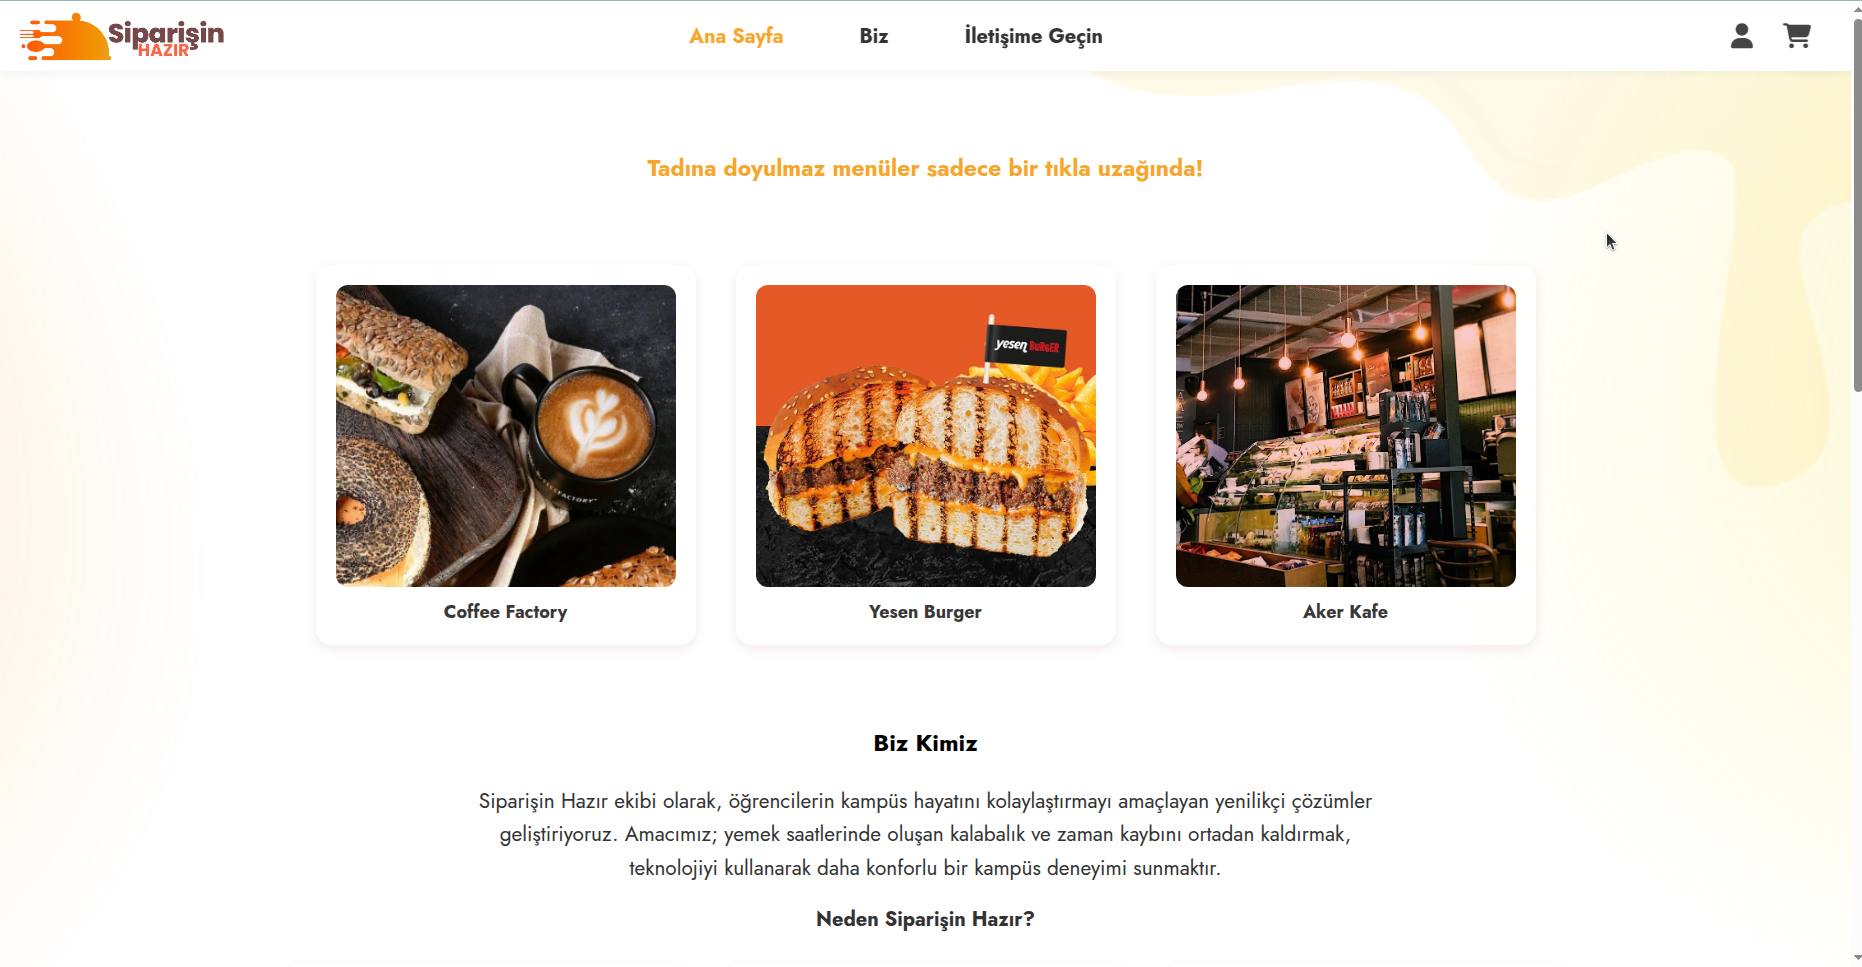 Siparişin
HAZIR
Ana Sayfa
Biz
İletişime Geçin
Tadına doyulmaz menüler sadece bir tıkla uzağında!
yesen BURGER
Coffee Factory
Yesen Burger
Aker Kafe
Biz Kimiz
Siparişin Hazır ekibi olarak, öğrencilerin kampüs hayatını kolaylaştırmayı amaçlayan yenilikçi çözümler
geliştiriyoruz. Amacımız; yemek saatlerinde oluşan kalabalık ve zaman kaybını ortadan kaldırmak,
teknolojiyi kullanarak daha konforlu bir kampüs deneyimi sunmaktır.
Neden Siparişin Hazır?